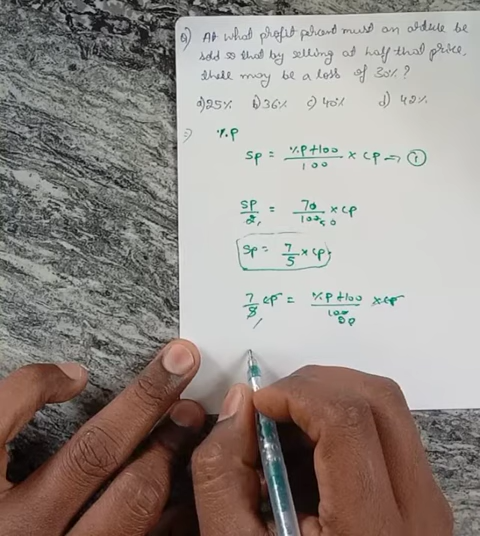 Q) At what profit percent must an article be
sold so that by selling at half that price,
there may be a loss of 30%?
a) 25% b) 36% c) 40% d) 42%
=) %P
SP = %P+100/100 × CP → ①
SP/2 = 70/100 50 × CP
SP = 7/5 × CP
7/5 CP = %P+100/100 × CP